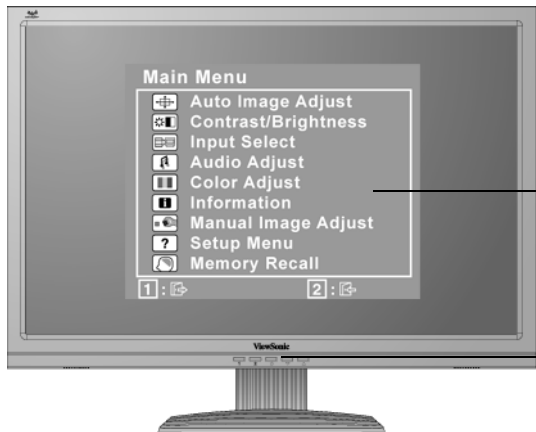 Main Menu
Auto Image Adjust
Contrast/Brightness
Input Select
Audio Adjust
Color Adjust
Information
Manual Image Adjust
? Setup Menu
Memory Recall
1 : 2 :
ViewSonic